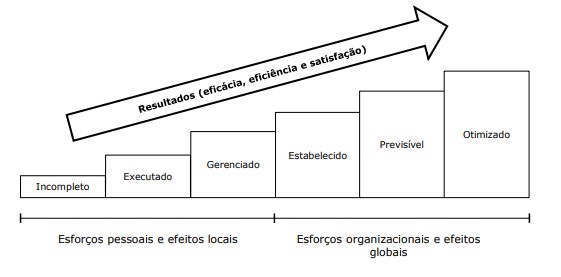 Resultados (eficácia, eficiência e satisfação)
Incompleto
Executado
Gerenciado
Estabelecido
Previsível
Otimizado
Esforços pessoais e efeitos locais
Esforços organizacionais e efeitos
globais